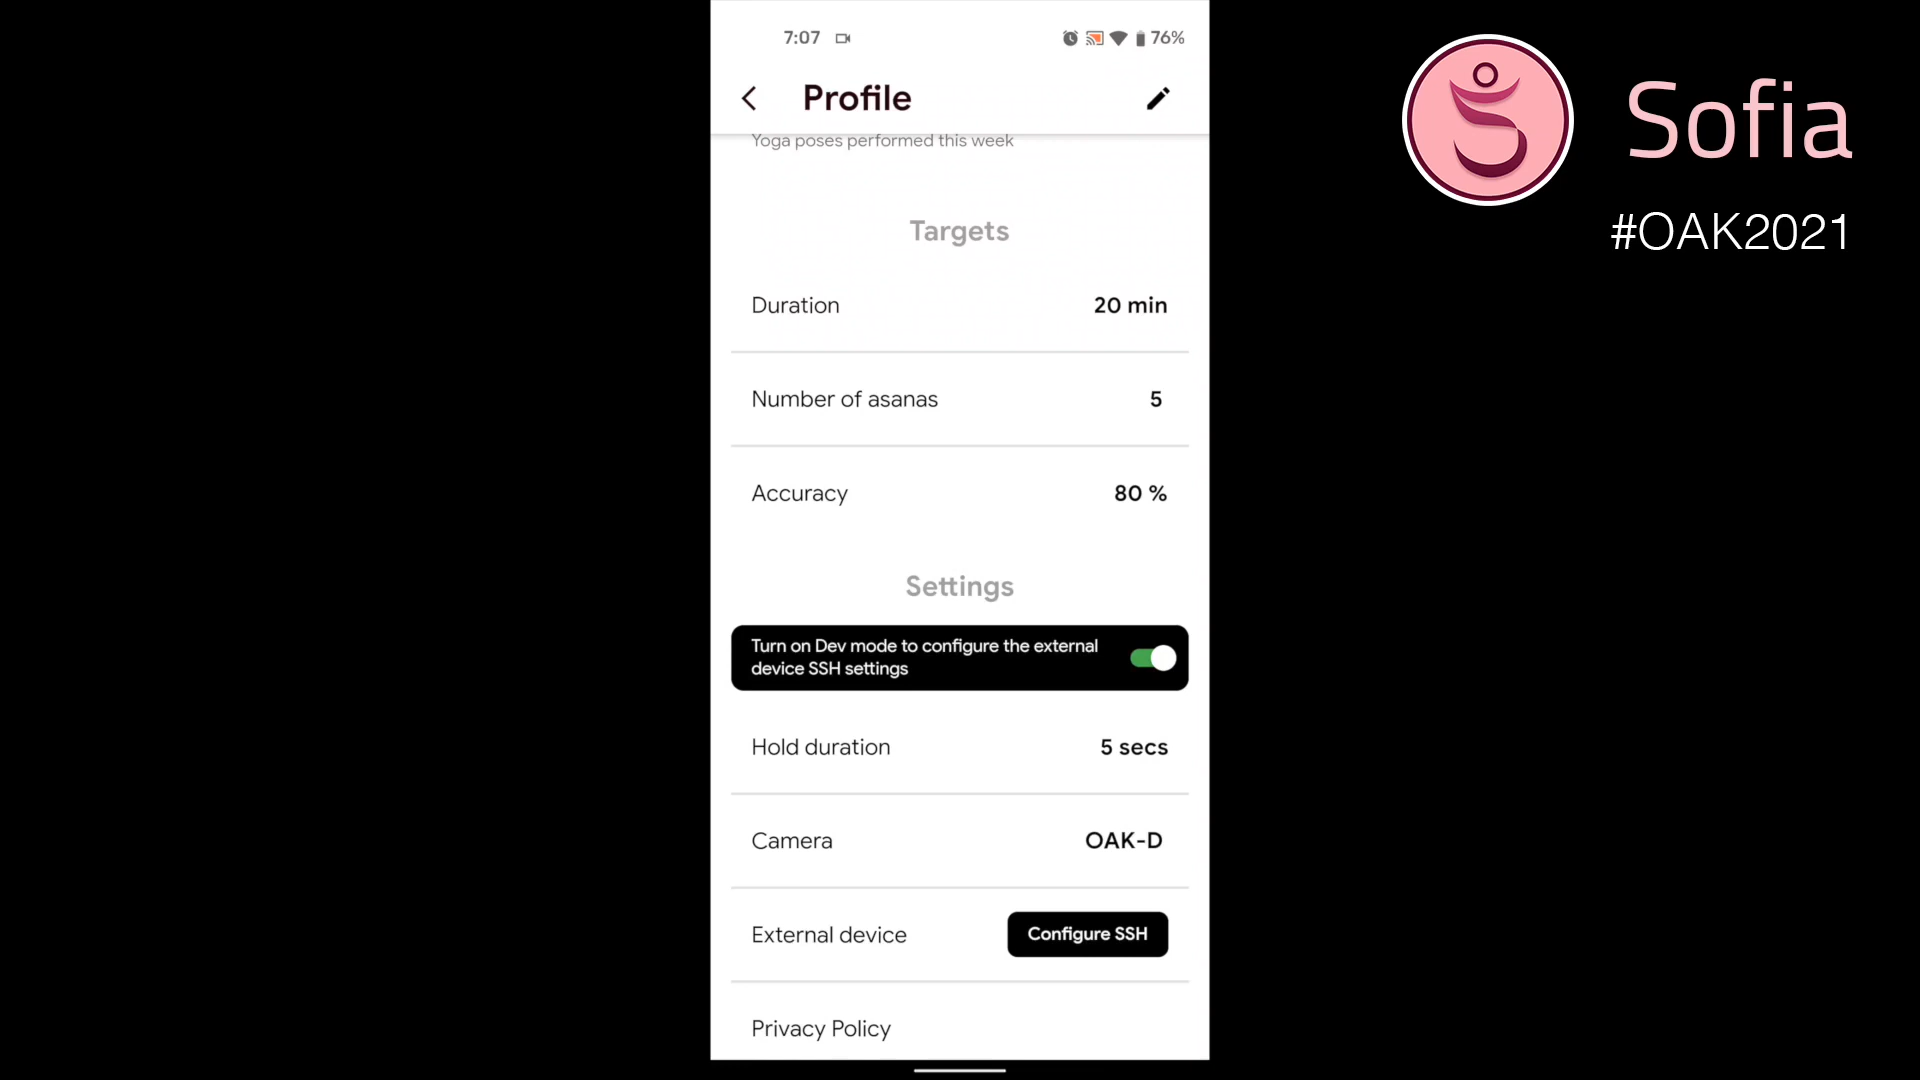 7:07
76%
Profile
Yoga poses performed this week
Targets
Duration 20 min
Number of asanas 5
Accuracy 80 %
Settings
Turn on Dev mode to configure the external
device SSH settings
Hold duration 5 secs
Camera OAK-D
External device Configure SSH
Privacy Policy
Sofia
#OAK2021